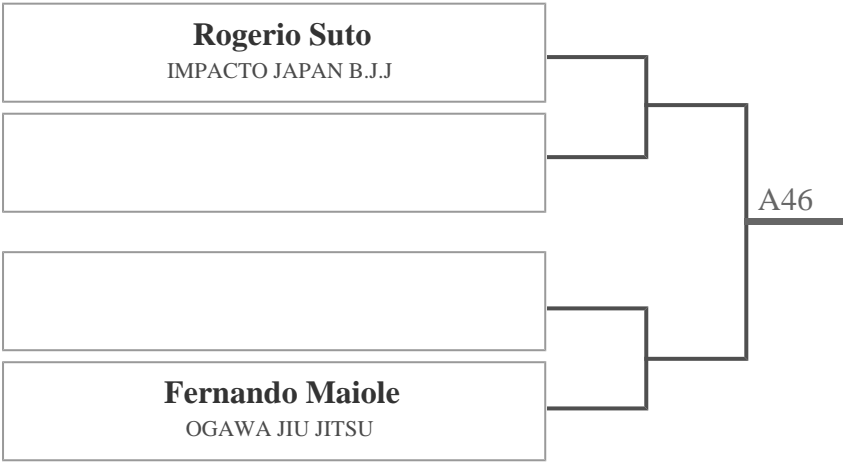 Rogerio Suto
IMPACTO JAPAN B.J.J
A46
Fernando Maiole
OGAWA JIU JITSU